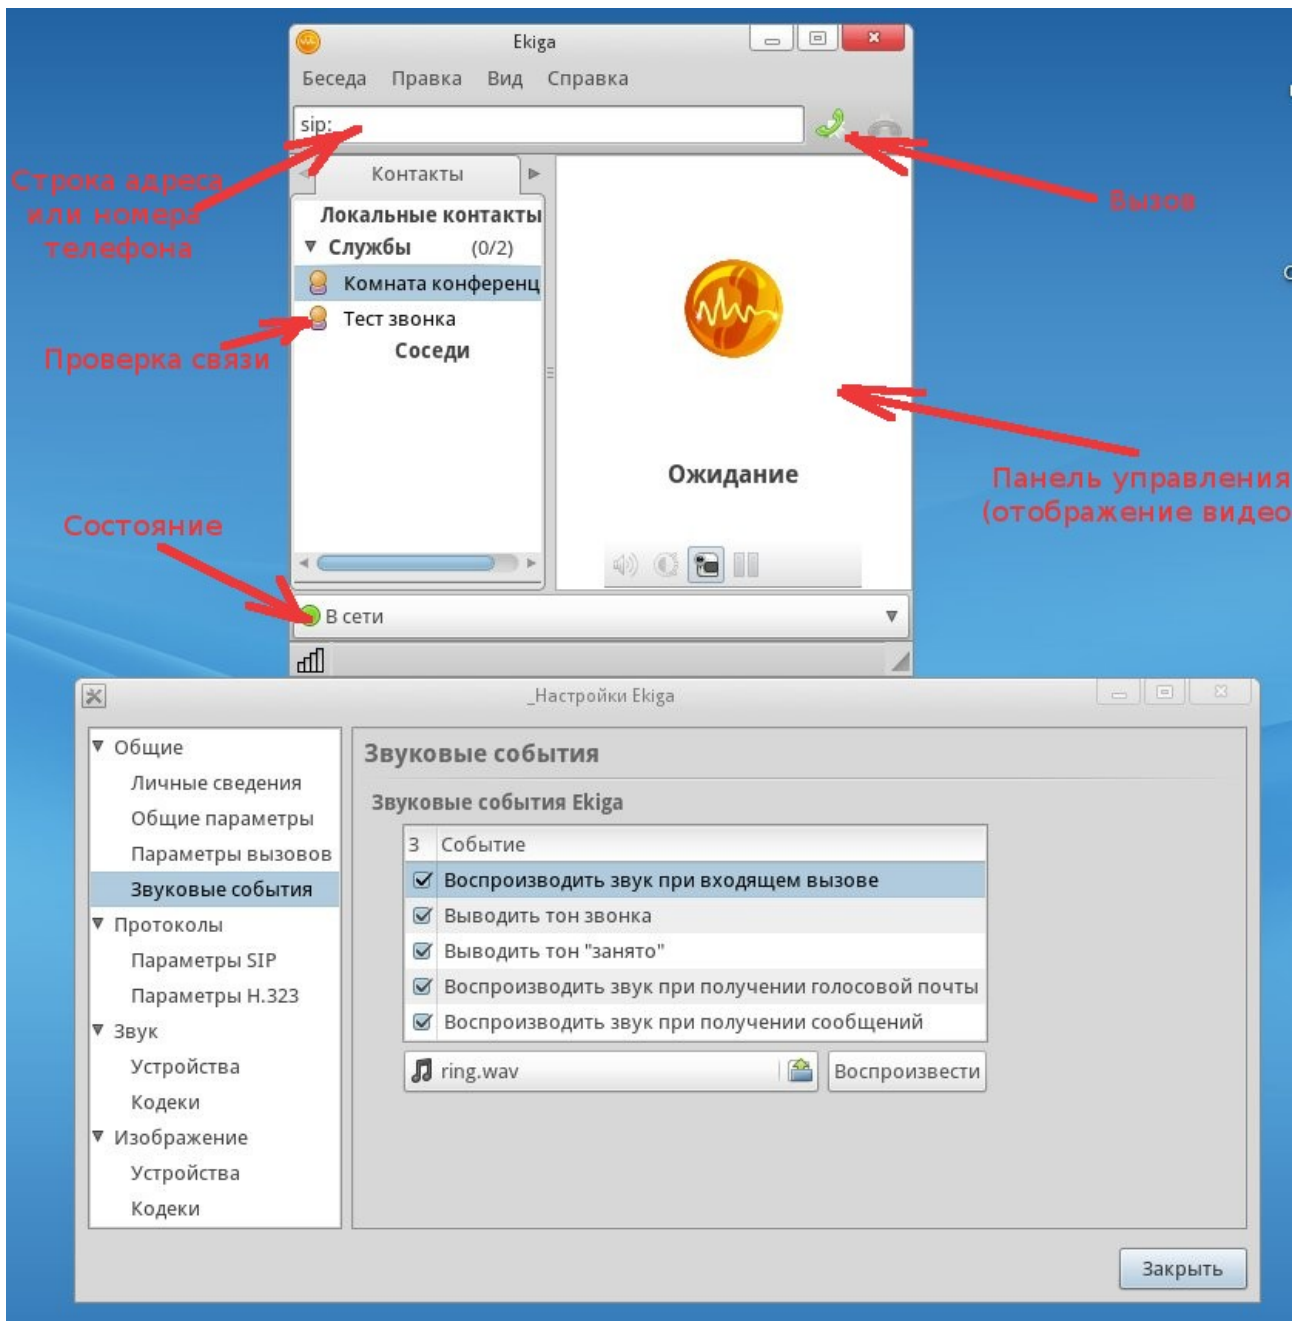 Ekiga
Беседа Правка Вид Справка
sip:
Контакты
Локальные контакты
Службы (0/2)
Комната конференц
Тест звонка
Соседи
Ожидание
В сети
Строка адреса
или номера
телефона
Вызов
Проверка связи
Панель управления
(отображение видео
Состояние
_Настройки Ekiga
Общие
Личные сведения
Общие параметры
Параметры вызовов
Звуковые события
Протоколы
Параметры SIP
Параметры H.323
Звук
Устройства
Кодеки
Изображение
Устройства
Кодеки
Звуковые события
Звуковые события Ekiga
З Событие
Воспроизводить звук при входящем вызове
Выводить тон звонка
Выводить тон "занято"
Воспроизводить звук при получении голосовой почты
Воспроизводить звук при получении сообщений
ring.wav
Воспроизвести
Закрыть